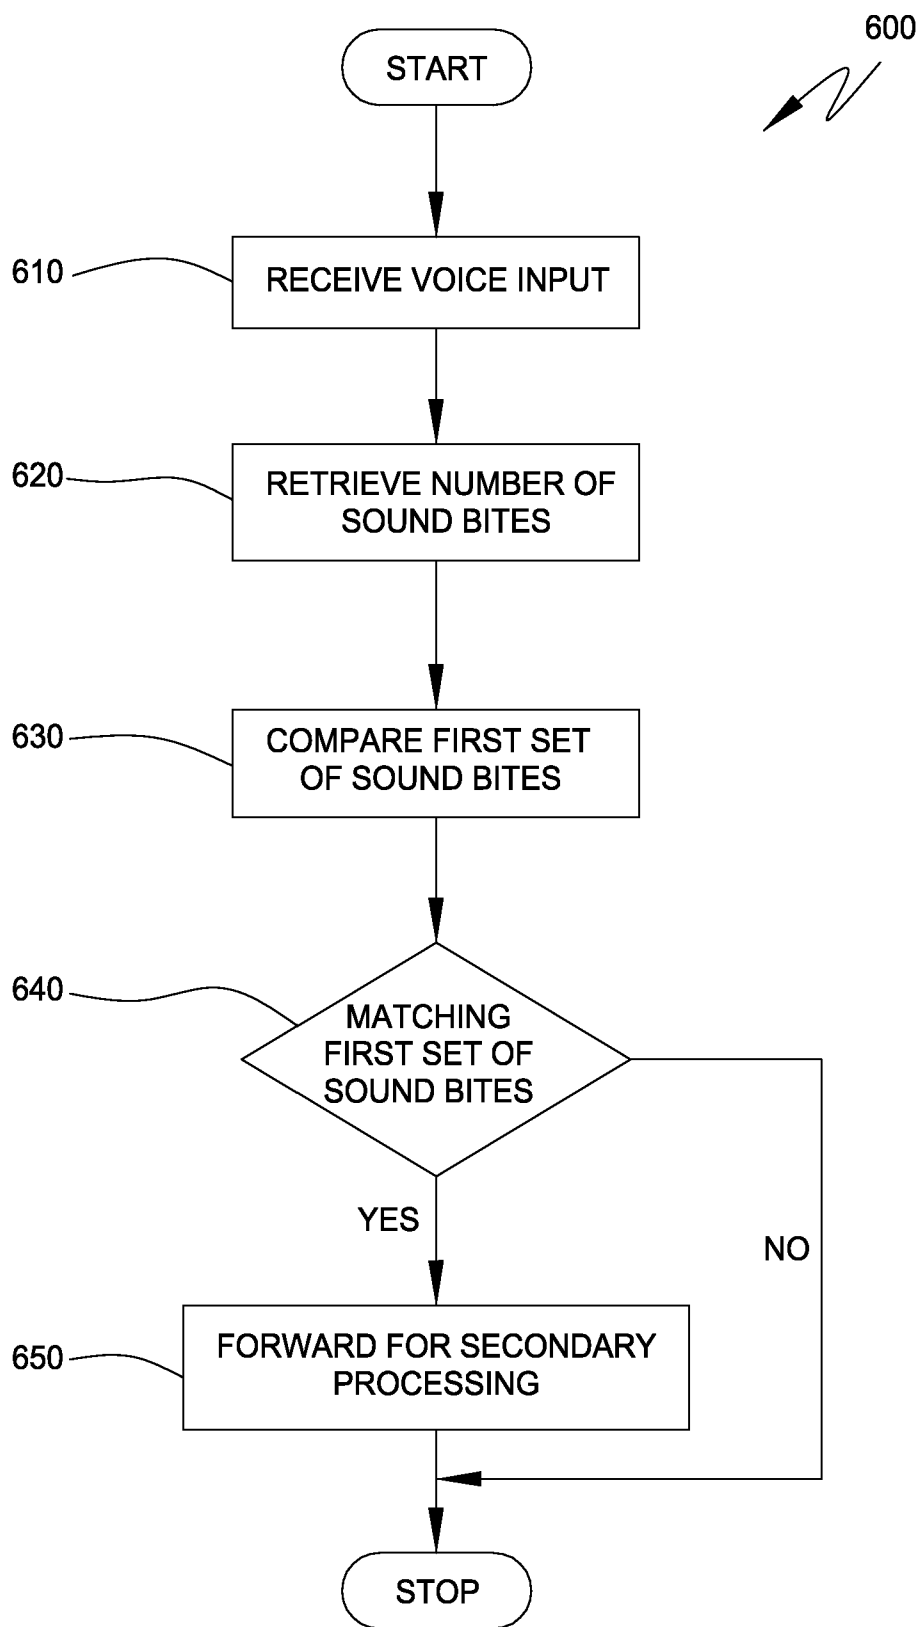 600
START
610
RECEIVE VOICE INPUT
620
RETRIEVE NUMBER OF
SOUND BITES
630
COMPARE FIRST SET
OF SOUND BITES
640
MATCHING
FIRST SET OF
SOUND BITES
YES
NO
650
FORWARD FOR SECONDARY
PROCESSING
STOP